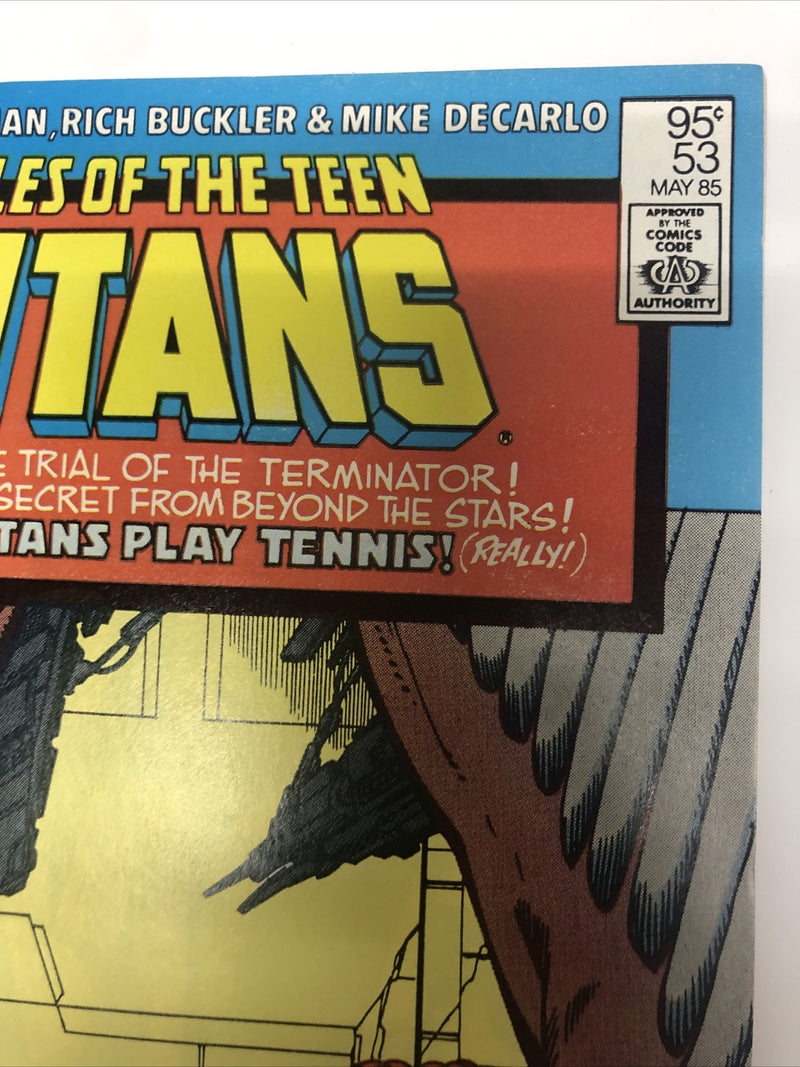 AN, RICH BUCKLER & MIKE DECARLO
95¢
53
MAY 85
APPROVED
BY THE
COMICS
CODE
CA
AUTHORITY
LES OF THE TEEN
TANS
E TRIAL OF THE TERMINATOR!
SECRET FROM BEYOND THE STARS!
TANS PLAY TENNIS! (REALLY!)